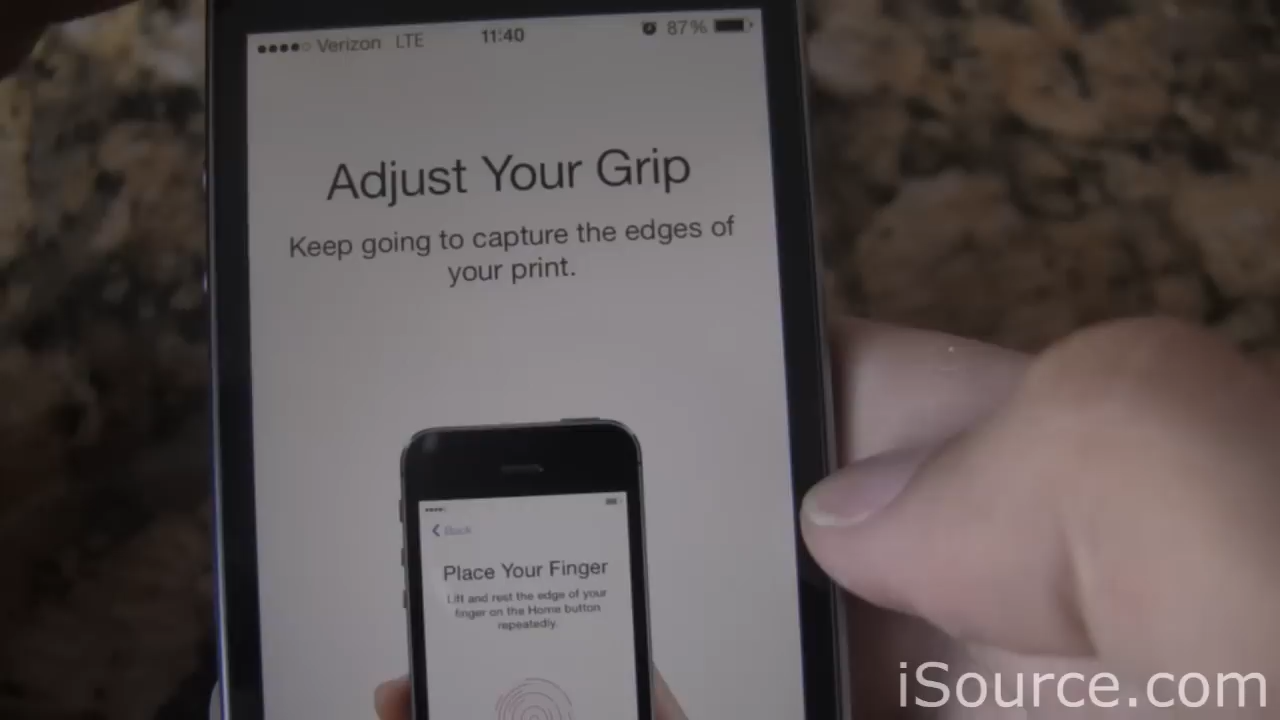 Verizon LTE 11:40 87%
Adjust Your Grip
Keep going to capture the edges of
your print.
Back
Place Your Finger
Lift and rest the edge of your
finger on the Home button
repeatedly.
iSource.com